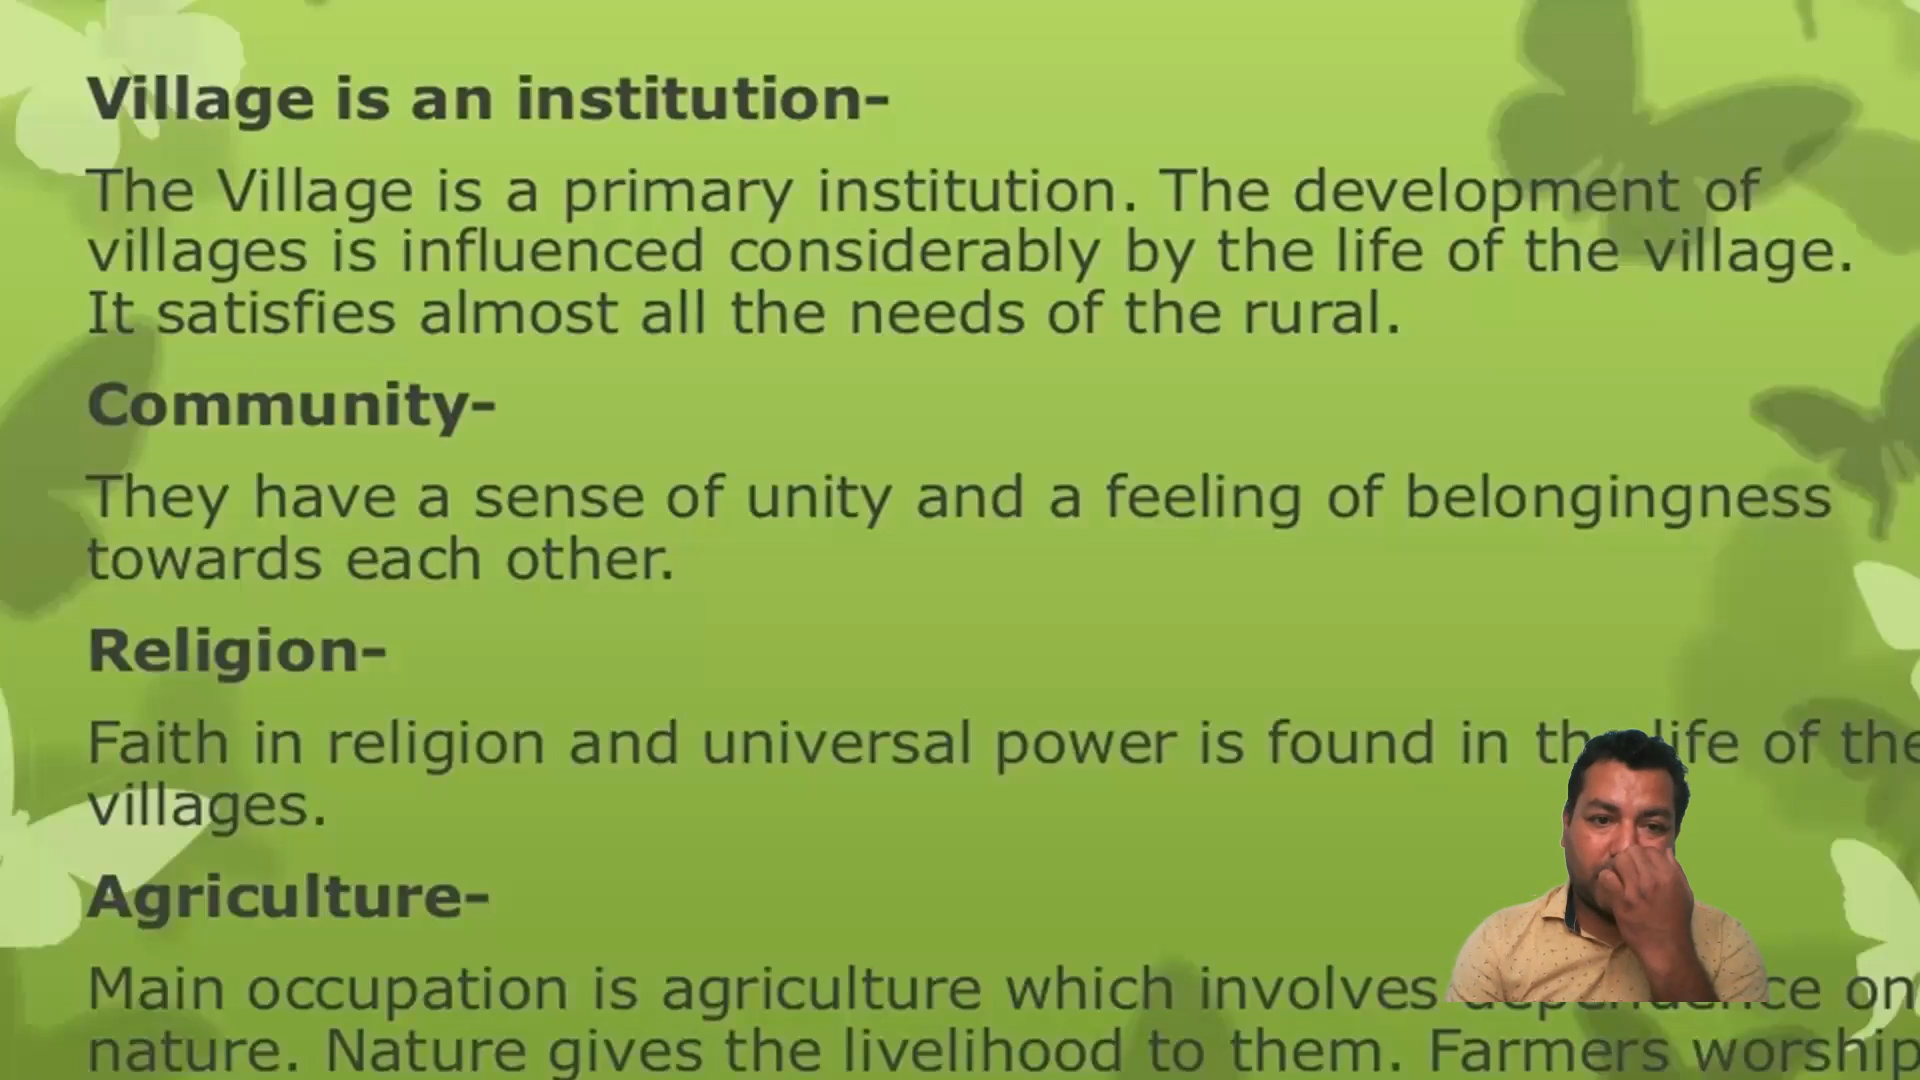 Village is an institution-
The Village is a primary institution. The development of
villages is influenced considerably by the life of the village.
It satisfies almost all the needs of the rural.
Community-
They have a sense of unity and a feeling of belongingness
towards each other.
Religion-
Faith in religion and universal power is found in the life of the
villages.
Agriculture-
Main occupation is agriculture which involves dependence on
nature. Nature gives the livelihood to them. Farmers worship